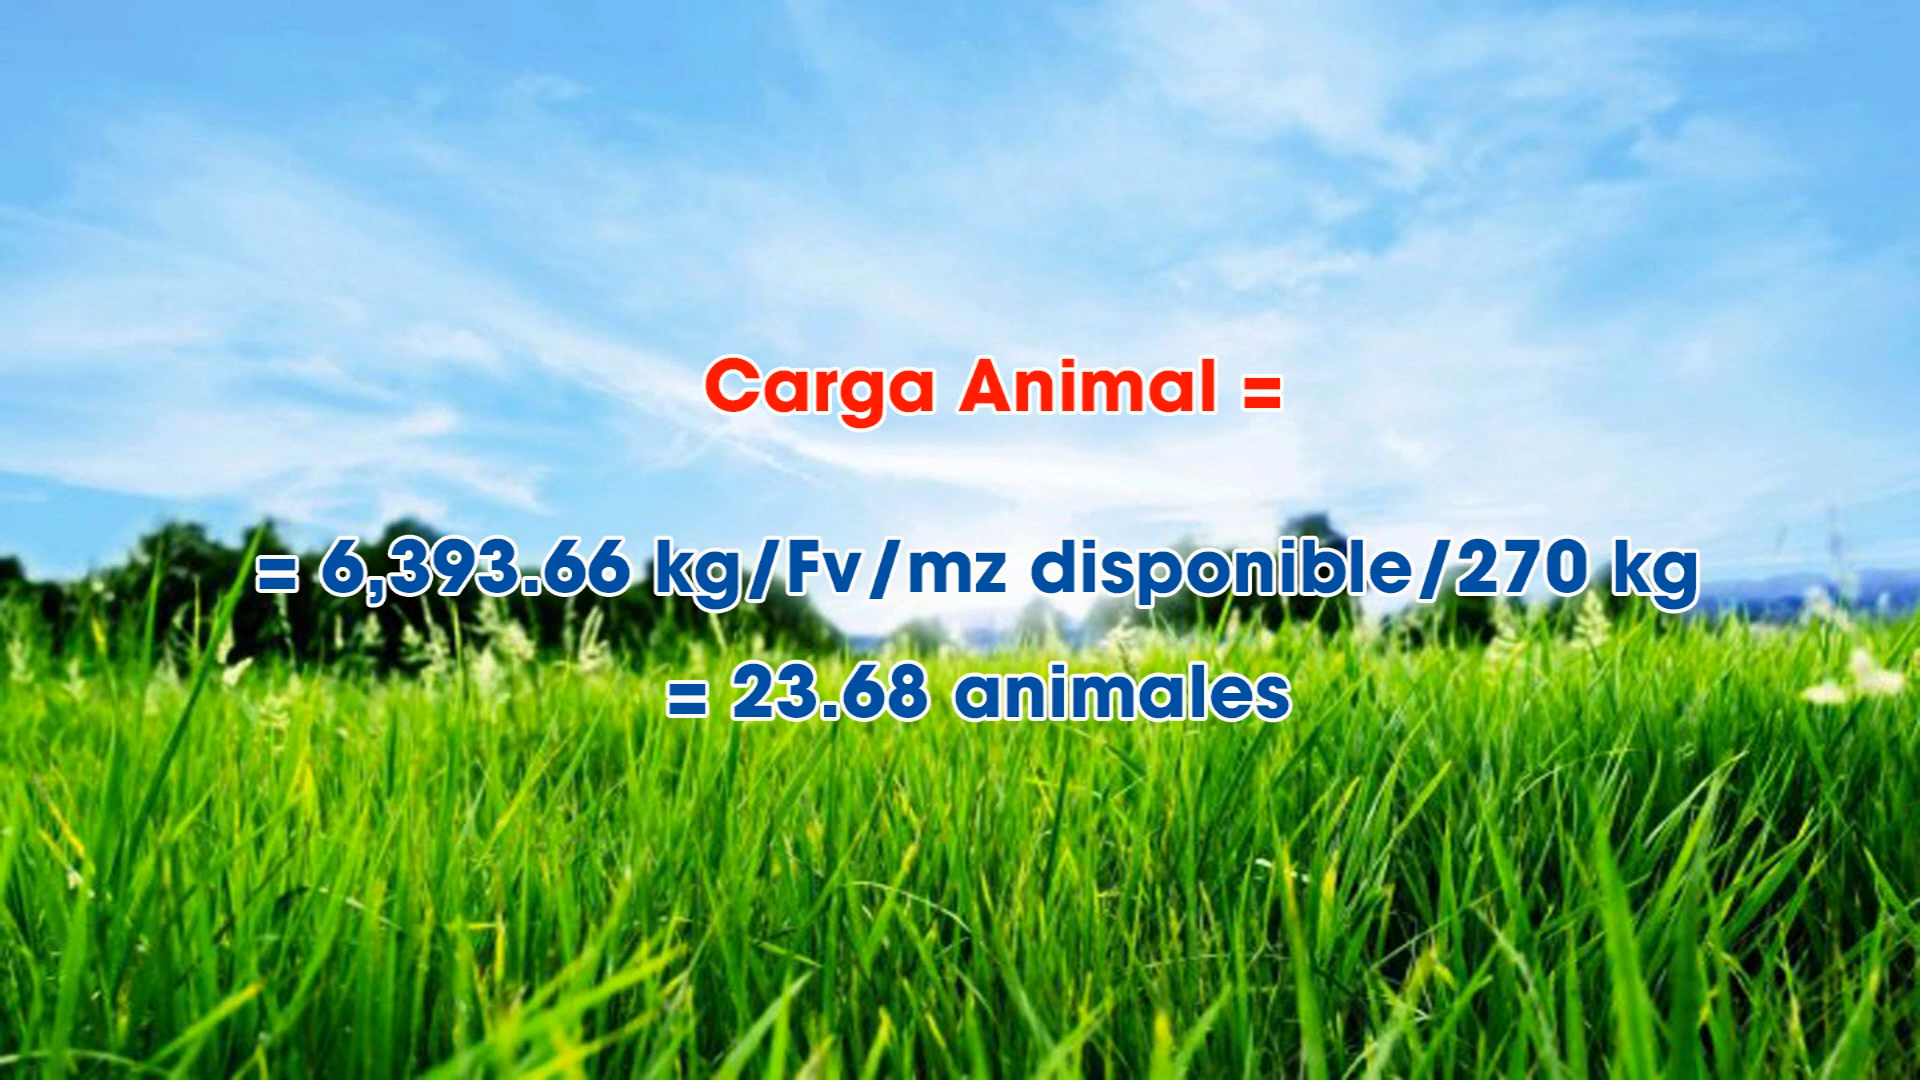 Carga Animal =
= 6,393.66 kg/Fv/mz disponible/270 kg
= 23.68 animales